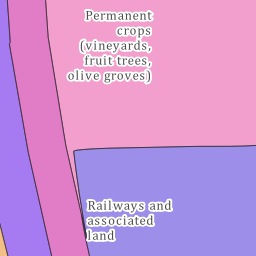 Permanent
crops
(vineyards,
fruit trees,
olive groves)
Railways and
associated
land